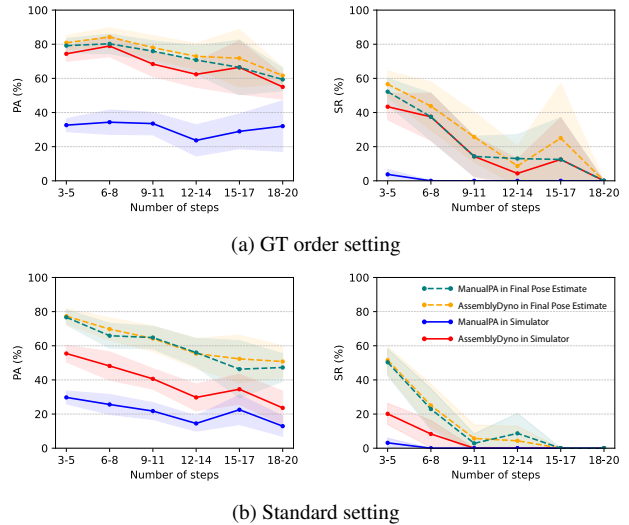 100
80
60
40
20
0
PA (%)
3-5 6-8 9-11 12-14 15-17 18-20
Number of steps
100
80
60
40
20
0
SR (%)
3-5 6-8 9-11 12-14 15-17 18-20
Number of steps
(a) GT order setting
100
80
60
40
20
0
PA (%)
3-5 6-8 9-11 12-14 15-17 18-20
Number of steps
100
80
60
40
20
0
SR (%)
ManualPA in Final Pose Estimate
AssemblyDyno in Final Pose Estimate
ManualPA in Simulator
AssemblyDyno in Simulator
3-5 6-8 9-11 12-14 15-17 18-20
Number of steps
(b) Standard setting